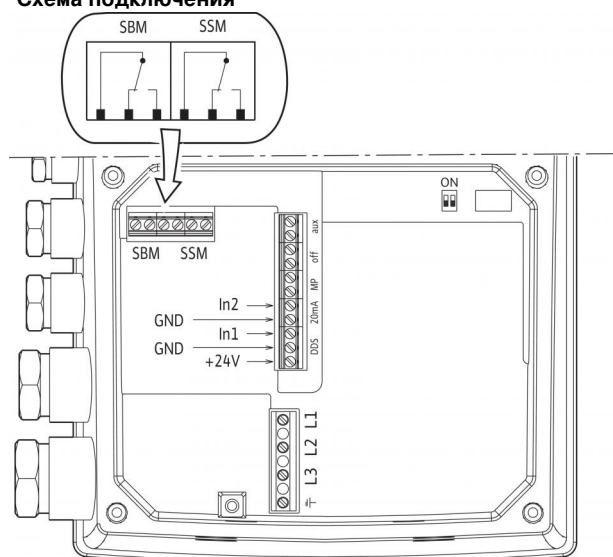 Схема подключения
SBM SSM
ON
SBM SSM
aux
off
MP
20mA
DDS
In2
GND
In1
GND
+24V
L1
L2
L3